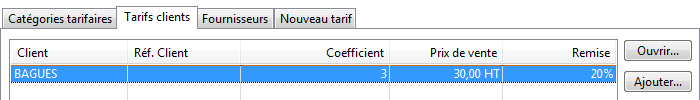 Catégories tarifaires Tarifs clients Fournisseurs Nouveau tarif
Client Réf. Client Coefficient Prix de vente Remise Ouvrir...
BAGUES 3 30,00 HT 20%
Ajouter...